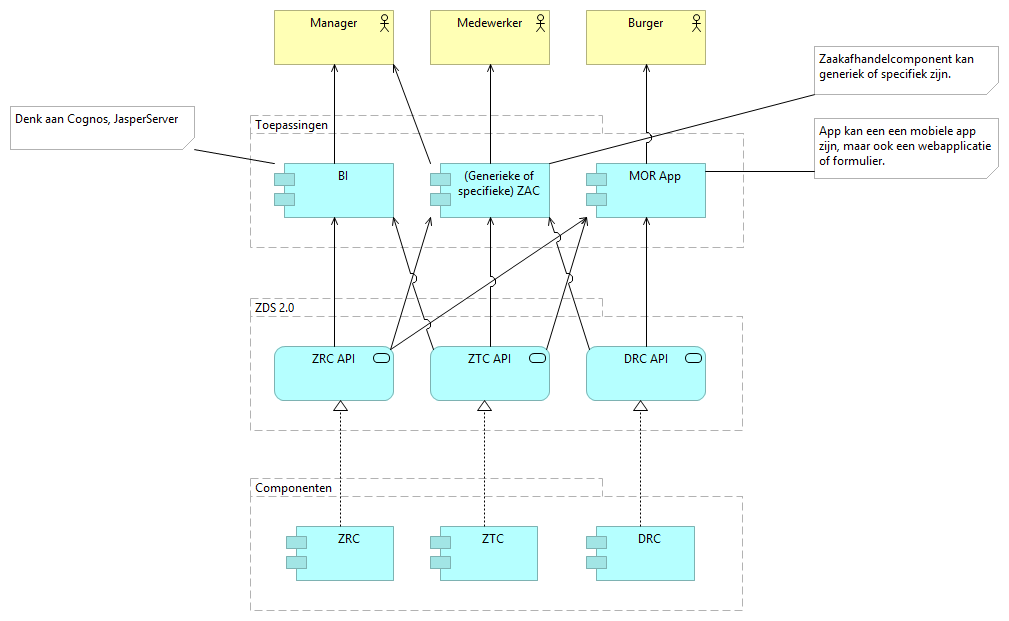 Manager
Medewerker
Burger
Zaakafhandelcomponent kan
generiek of specifiek zijn.
Denk aan Cognos, JasperServer
Toepassingen
App kan een een mobiele app
zijn, maar ook een webapplicatie
of formulier.
BI
(Generieke of
specifieke) ZAC
MOR App
ZDS 2.0
ZRC API
ZTC API
DRC API
Componenten
ZRC
ZTC
DRC